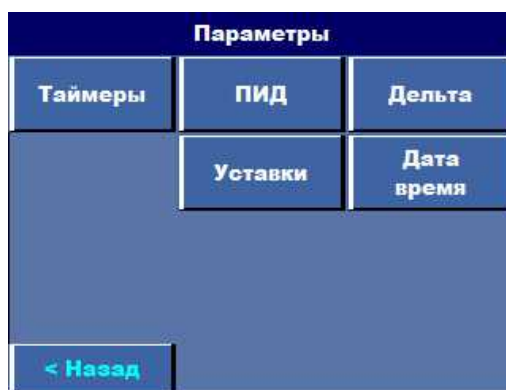 Параметры
Таймеры ПИД Дельта
Уставки Дата
время
< Назад